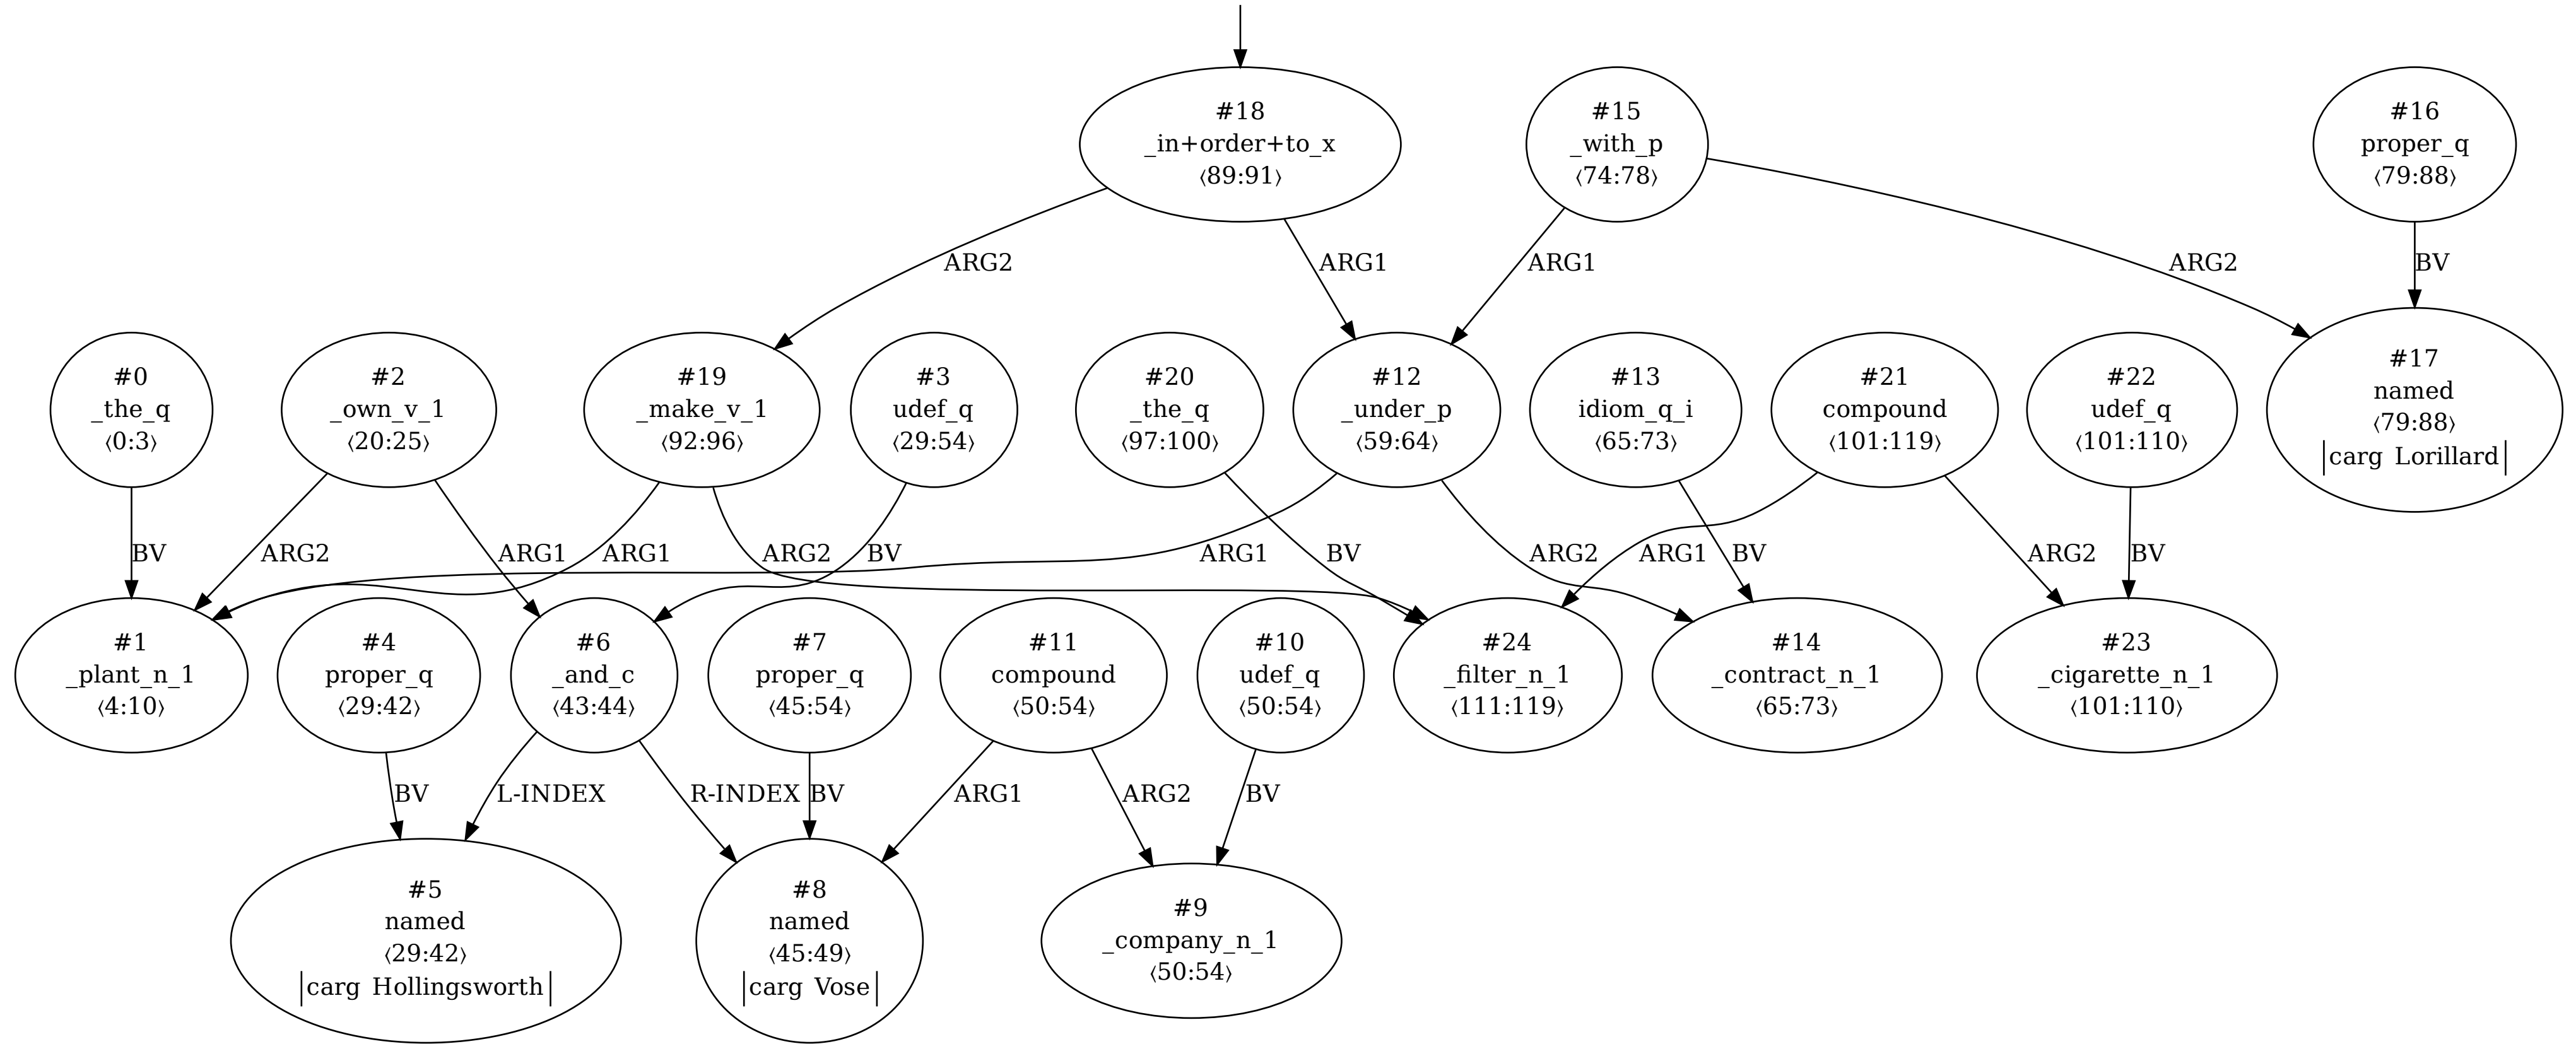 #18
_in+order+to_x
⟨89:91⟩
#15
_with_p
⟨74:78⟩
#16
proper_q
⟨79:88⟩
ARG2
ARG1
ARG1
ARG2
BV
#0
_the_q
⟨0:3⟩
#2
_own_v_1
⟨20:25⟩
#19
_make_v_1
⟨92:96⟩
#3
udef_q
⟨29:54⟩
#20
_the_q
⟨97:100⟩
#12
_under_p
⟨59:64⟩
#13
idiom_q_i
⟨65:73⟩
#21
compound
⟨101:119⟩
#22
udef_q
⟨101:110⟩
#17
named
⟨79:88⟩
|carg Lorillard|
BV
ARG2
ARG1
ARG1
ARG2
BV
ARG1
BV
ARG2
ARG1
BV
ARG2
BV
#1
_plant_n_1
⟨4:10⟩
#4
proper_q
⟨29:42⟩
#6
_and_c
⟨43:44⟩
#7
proper_q
⟨45:54⟩
#11
compound
⟨50:54⟩
#10
udef_q
⟨50:54⟩
#24
_filter_n_1
⟨111:119⟩
#14
_contract_n_1
⟨65:73⟩
#23
_cigarette_n_1
⟨101:110⟩
BV
L-INDEX
R-INDEX
BV
ARG1
ARG2
BV
#5
named
⟨29:42⟩
|carg Hollingsworth|
#8
named
⟨45:49⟩
|carg Vose|
#9
_company_n_1
⟨50:54⟩